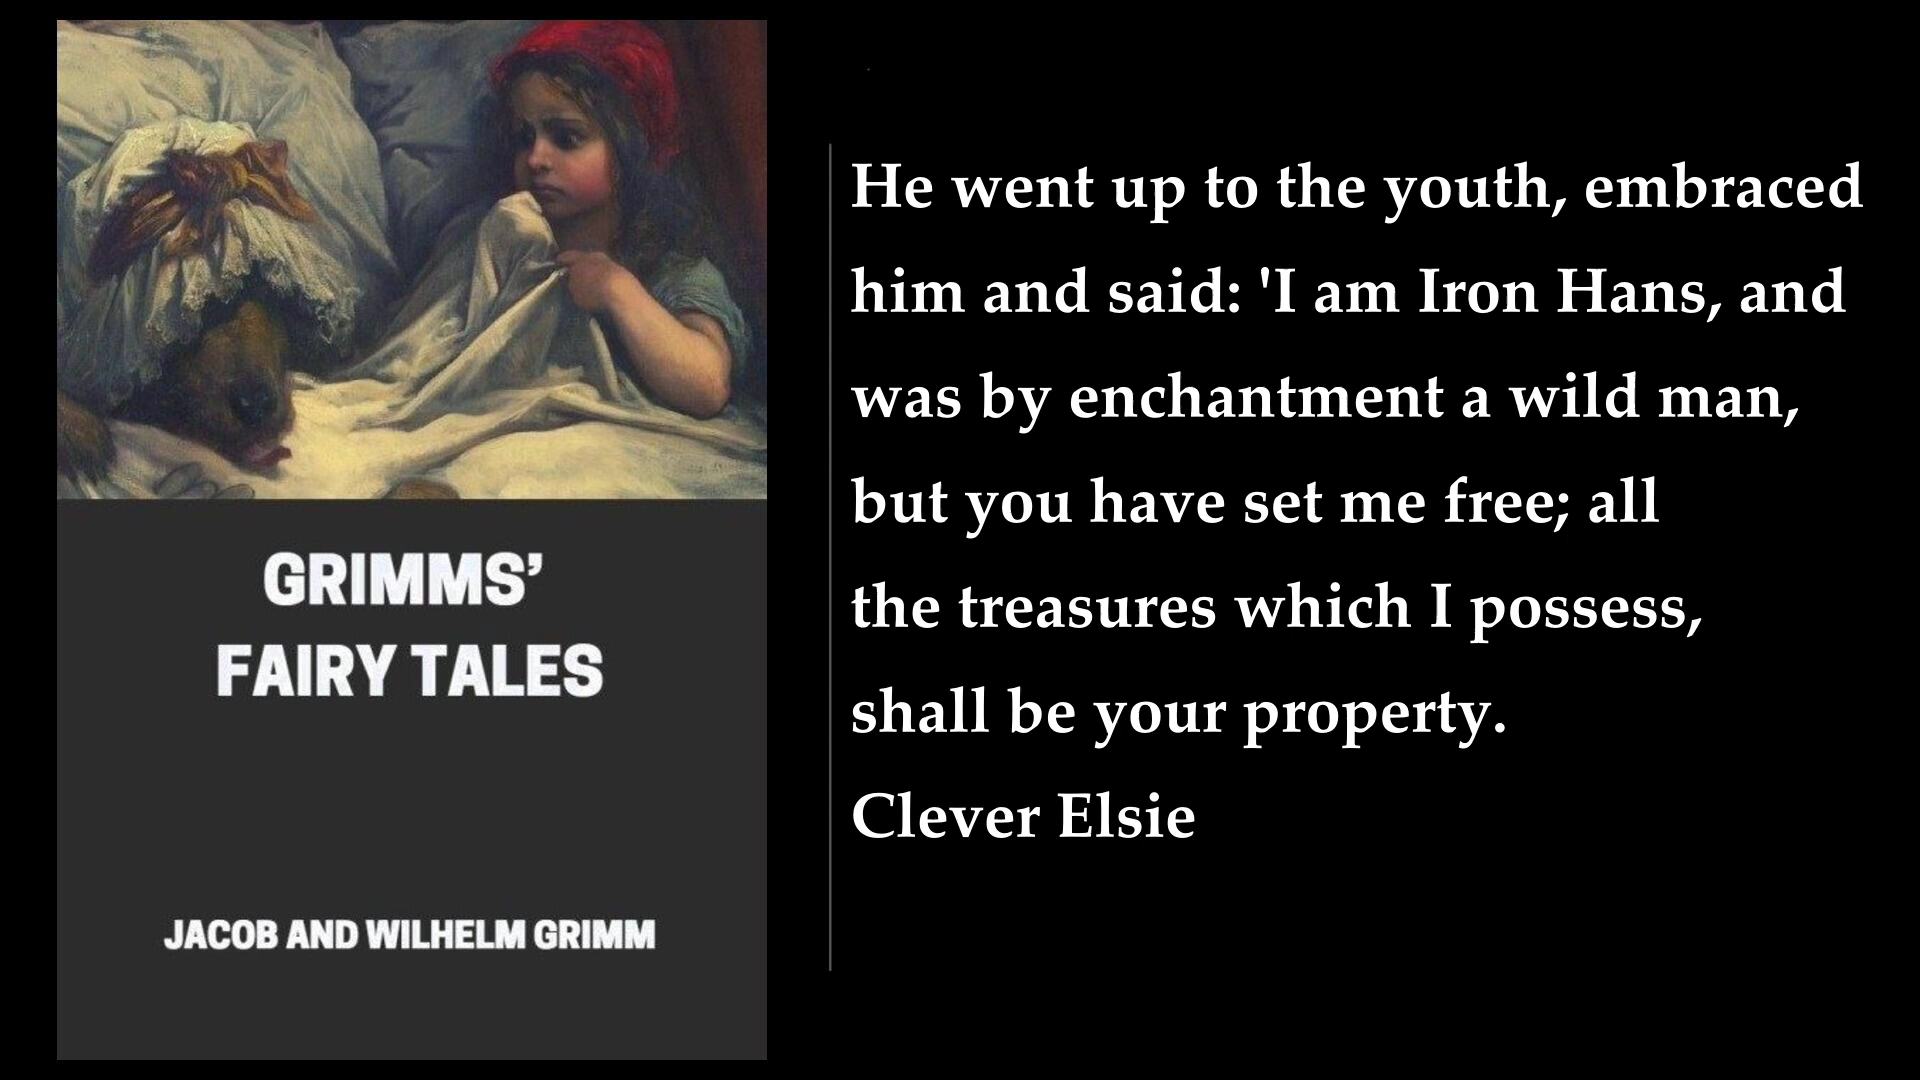 GRIMMS’
FAIRY TALES
JACOB AND WILHELM GRIMM
He went up to the youth, embraced
him and said: 'I am Iron Hans, and
was by enchantment a wild man,
but you have set me free; all
the treasures which I possess,
shall be your property.
Clever Elsie